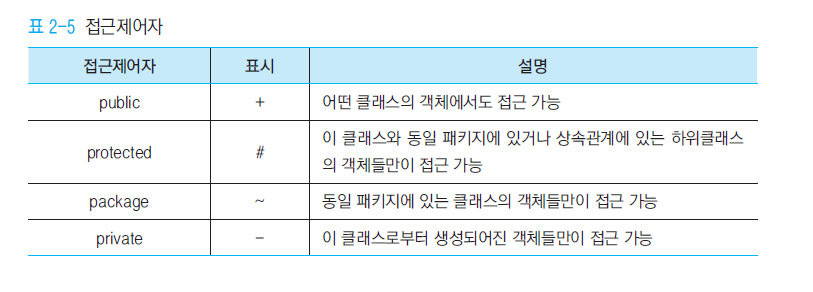 표 2-5 접근제어자
접근제어자 표시 설명
public + 어떤 클래스의 객체에서도 접근 가능
protected # 이 클래스와 동일 패키지에 있거나 상속관계에 있는 하위클래스
의 객체들만이 접근 가능
package ~ 동일 패키지에 있는 클래스의 객체들만이 접근 가능
private - 이 클래스로부터 생성되어진 객체들만이 접근 가능